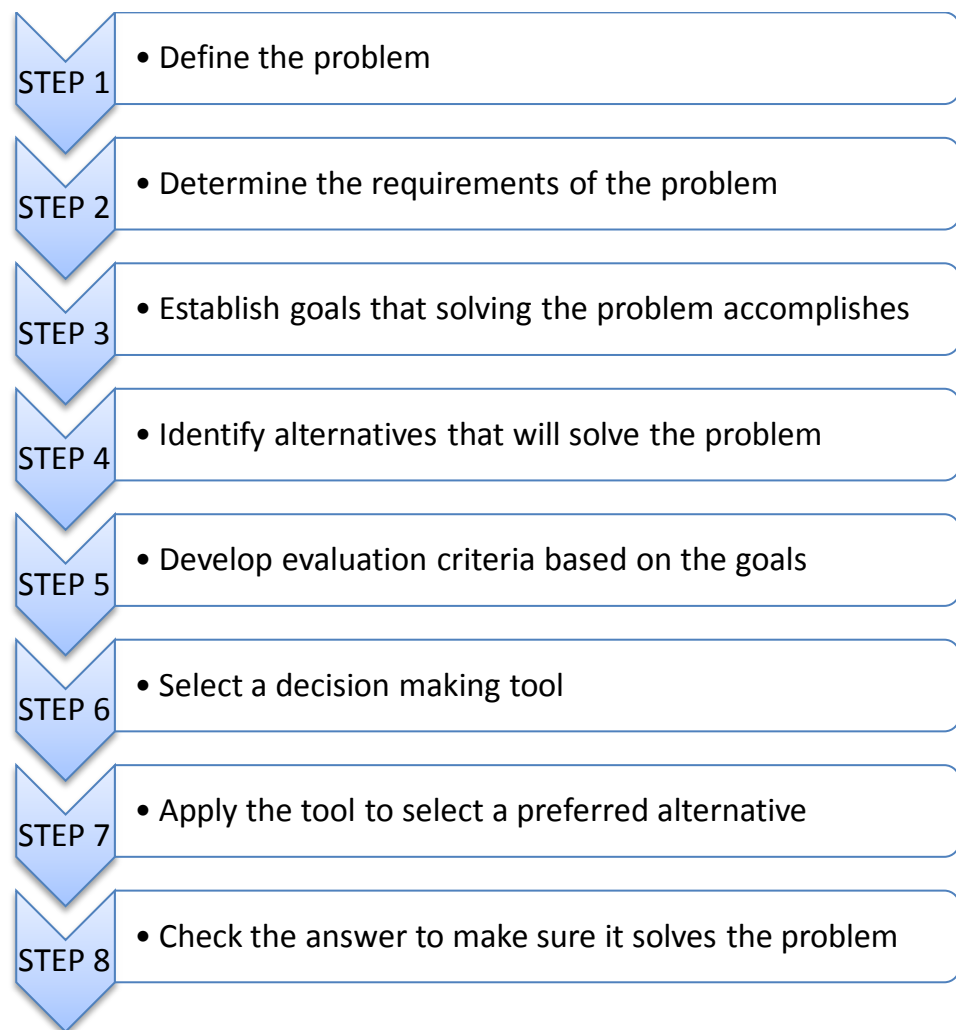 STEP 1
• Define the problem
STEP 2
• Determine the requirements of the problem
STEP 3
• Establish goals that solving the problem accomplishes
STEP 4
• Identify alternatives that will solve the problem
STEP 5
• Develop evaluation criteria based on the goals
STEP 6
• Select a decision making tool
STEP 7
• Apply the tool to select a preferred alternative
STEP 8
• Check the answer to make sure it solves the problem